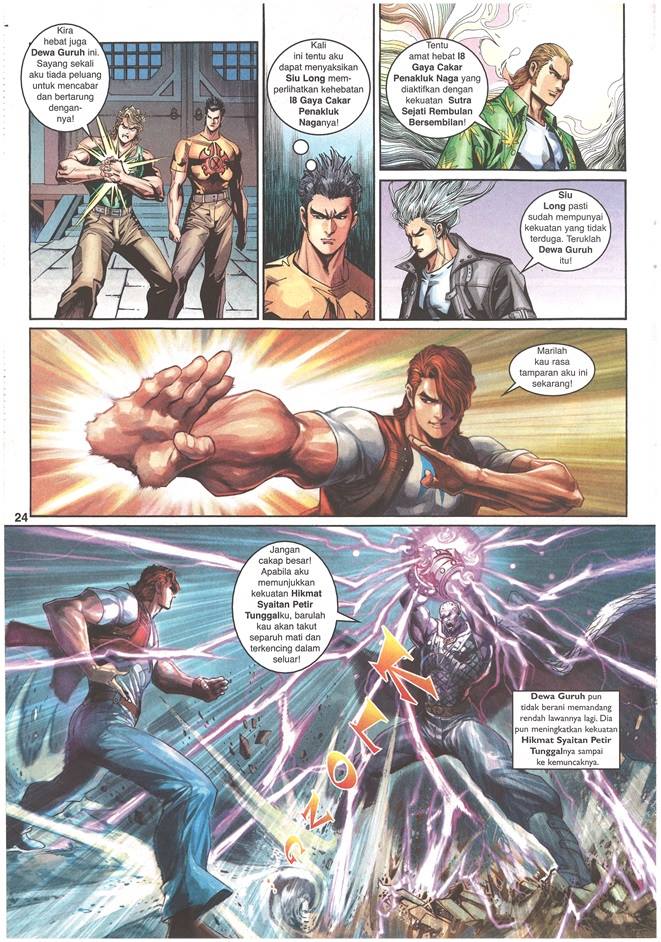 Kira
hebat juga
Dewa Guruh ini.
Sayang sekali
aku tiada peluang
untuk mencabar
dan bertarung
dengan-
nya!
Kali
ini tentu aku
dapat menyaksikan
Siu Long mem-
perlihatkan kehebatan
I8 Gaya Cakar
Penakluk
Naganya!
Tentu
amat hebat I8
Gaya Cakar
Penakluk Naga yang
diaktifkan dengan
kekuatan Sutra
Sejati Rembulan
Bersembilan!
Siu
Long pasti
sudah mempunyai
kekuatan yang tidak
terduga. Teruklah
Dewa Guruh
itu!
Marilah
kau rasa
tamparan aku ini
sekarang!
24
Jangan
cakap besar!
Apabila aku
memunjukkan
kekuatan Hikmat
Syaitan Petir
Tunggalku, barulah
kau akan takut
separuh mati dan
terkencing dalam
seluar!
Dewa Guruh pun
tidak berani memandang
rendah lawannya lagi. Dia
pun meningkatkan kekuatan
Hikmat Syaitan Petir
Tunggalnya sampai
ke kemuncaknya.